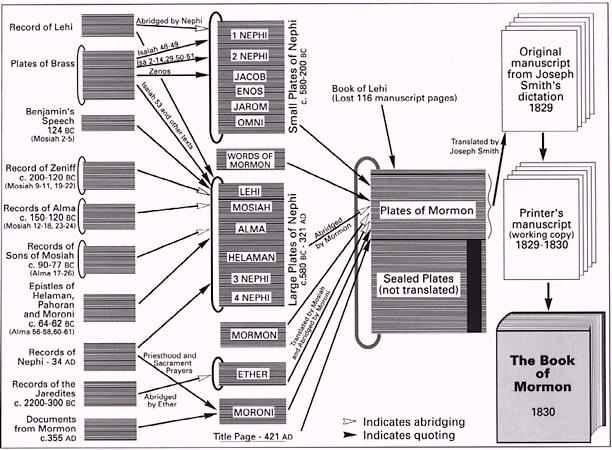 Record of Lehi
Plates of Brass
Benjamin's
Speech
124 BC
(Mosiah 2-5)
Record of Zeniff
c. 200-120 BC
(Mosiah 9-11, 19-22)
Records of Alma
c. 150-120 BC
(Mosiah 12-18, 23-24)
Records of
Sons of Mosiah
c. 90-77 BC
(Alma 17-26)
Epistles of
Helaman,
Pahoran
and Moroni
c. 64-62 BC
(Alma 56-58,60-61)
Records of
Nephi - 34 AD
Records of the
Jaredites
c. 2200-300 BC
Documents
from Mormon
c.355 AD
Abridged by Nephi
Isaiah 48-49
Isa 2-14,29,50-51
Zenos
Isaiah 53 and other texts
Priesthood and
Sacrament
Prayers
Abridged
by Ether
1 NEPHI
2 NEPHI
JACOB
ENOS
JAROM
OMNI
Small Plates of Nephi
c. 580-200 BC
WORDS OF
MORMON
LEHI
MOSIAH
ALMA
HELAMAN
3 NEPHI
4 NEPHI
Large Plates of Nephi
c.580 BC - 321 AD
MORMON
ETHER
MORONI
Title Page - 421 AD
Abridged
by Mormon
Translated by Mosiah
and Abridged by Moroni
Book of Lehi
(Lost 116 manuscript pages)
Plates of Mormon
Sealed Plates
(not translated)
Translated by
Joseph Smith
Original
manuscript
from Joseph
Smith's
dictation
1829
Printer's
manuscript
(working copy)
1829-1830
The Book
of
Mormon
1830
Indicates abridging
Indicates quoting